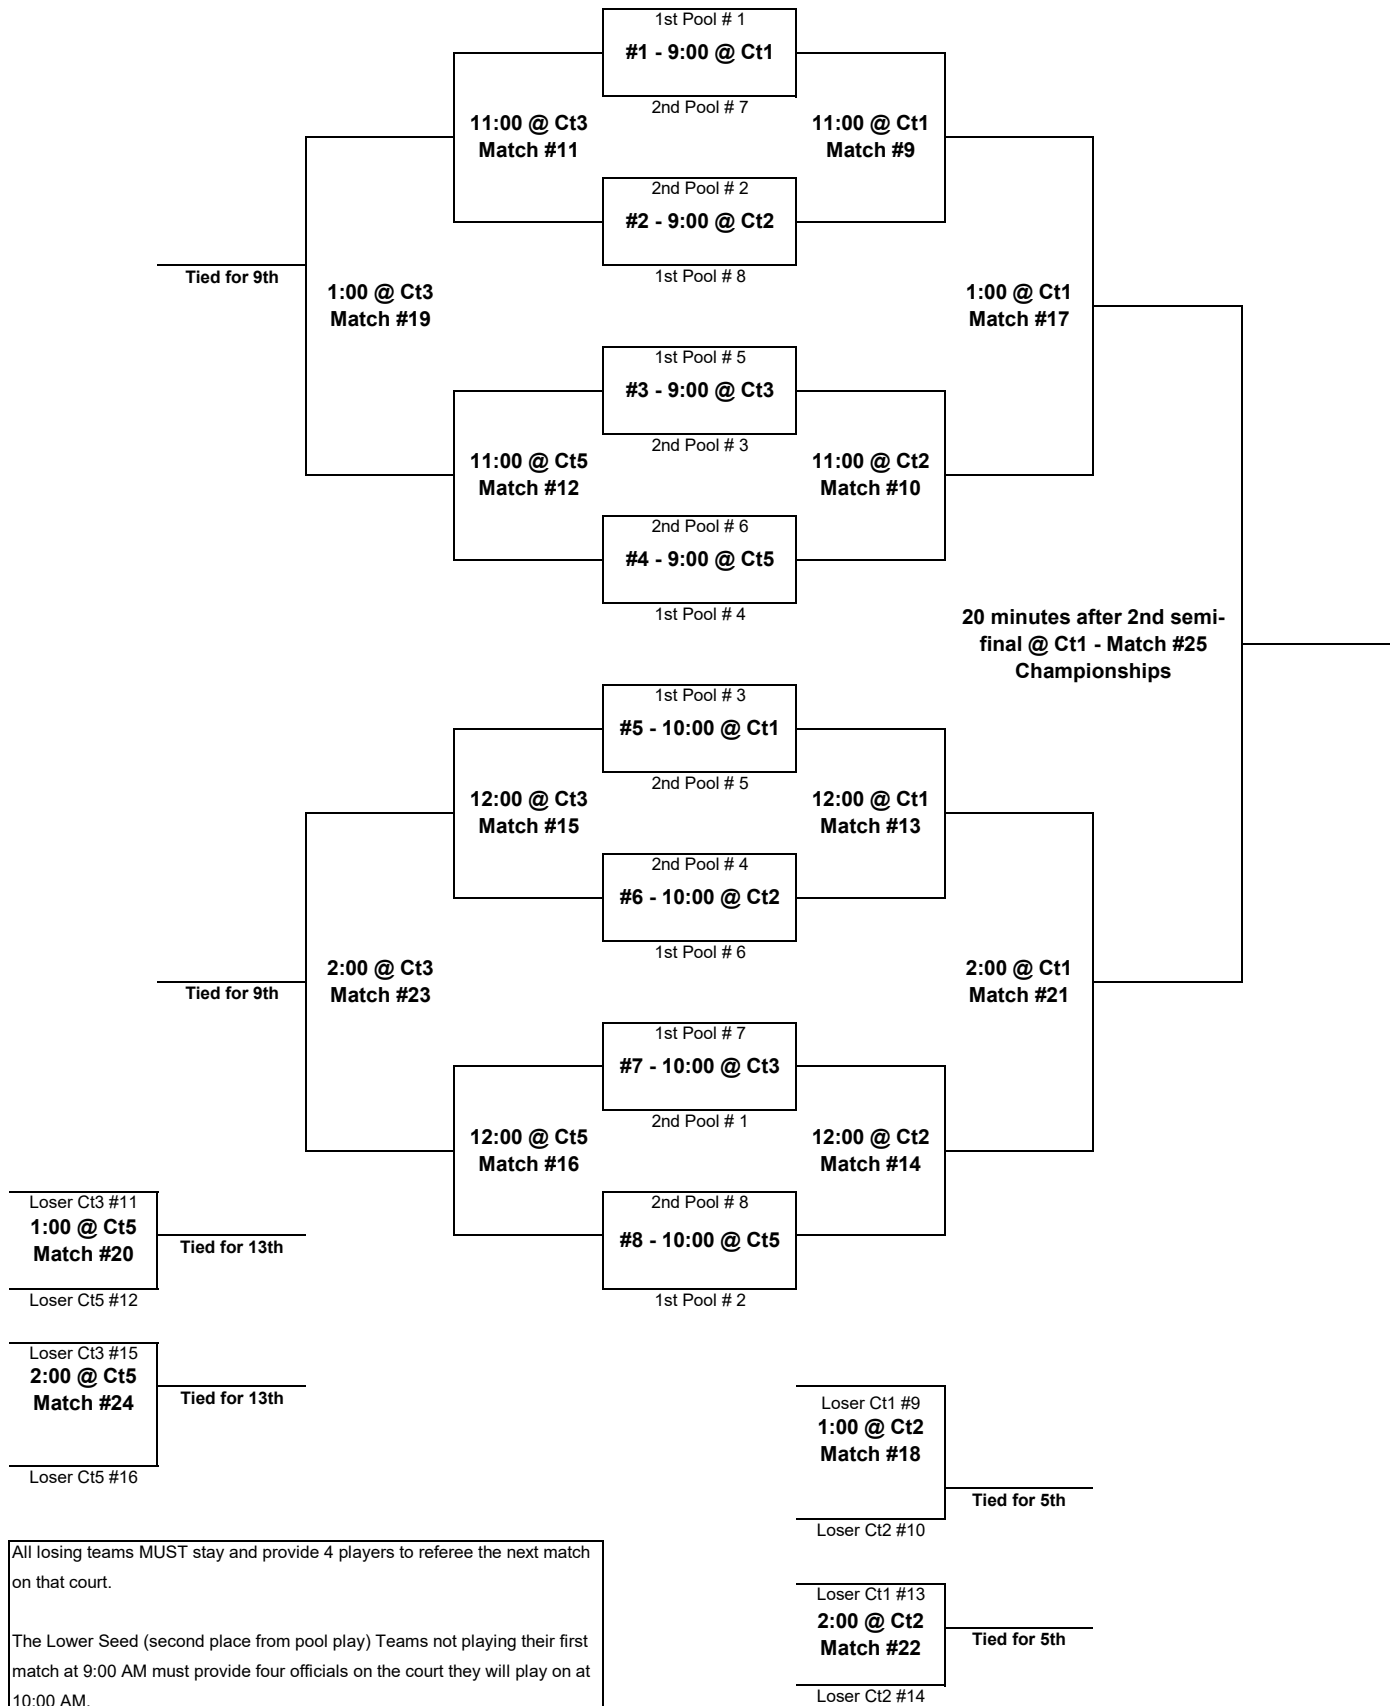 1st Pool # 1
#1 - 9:00 @ Ct1
2nd Pool # 7
11:00 @ Ct3
Match #11
11:00 @ Ct1
Match #9
2nd Pool # 2
#2 - 9:00 @ Ct2
1st Pool # 8
Tied for 9th
1:00 @ Ct3
Match #19
1:00 @ Ct1
Match #17
1st Pool # 5
#3 - 9:00 @ Ct3
2nd Pool # 3
11:00 @ Ct5
Match #12
11:00 @ Ct2
Match #10
2nd Pool # 6
#4 - 9:00 @ Ct5
1st Pool # 4
20 minutes after 2nd semi-
final @ Ct1 - Match #25
Championships
1st Pool # 3
#5 - 10:00 @ Ct1
2nd Pool # 5
12:00 @ Ct3
Match #15
12:00 @ Ct1
Match #13
2nd Pool # 4
#6 - 10:00 @ Ct2
1st Pool # 6
Tied for 9th
2:00 @ Ct3
Match #23
2:00 @ Ct1
Match #21
1st Pool # 7
#7 - 10:00 @ Ct3
2nd Pool # 1
12:00 @ Ct5
Match #16
12:00 @ Ct2
Match #14
2nd Pool # 8
#8 - 10:00 @ Ct5
1st Pool # 2
Loser Ct3 #11
1:00 @ Ct5
Match #20
Tied for 13th
Loser Ct5 #12
Loser Ct3 #15
2:00 @ Ct5
Match #24
Tied for 13th
Loser Ct5 #16
Loser Ct1 #9
1:00 @ Ct2
Match #18
Tied for 5th
Loser Ct2 #10
Loser Ct1 #13
2:00 @ Ct2
Match #22
Tied for 5th
Loser Ct2 #14
All losing teams MUST stay and provide 4 players to referee the next match
on that court.
The Lower Seed (second place from pool play) Teams not playing their first
match at 9:00 AM must provide four officials on the court they will play on at
10:00 AM.